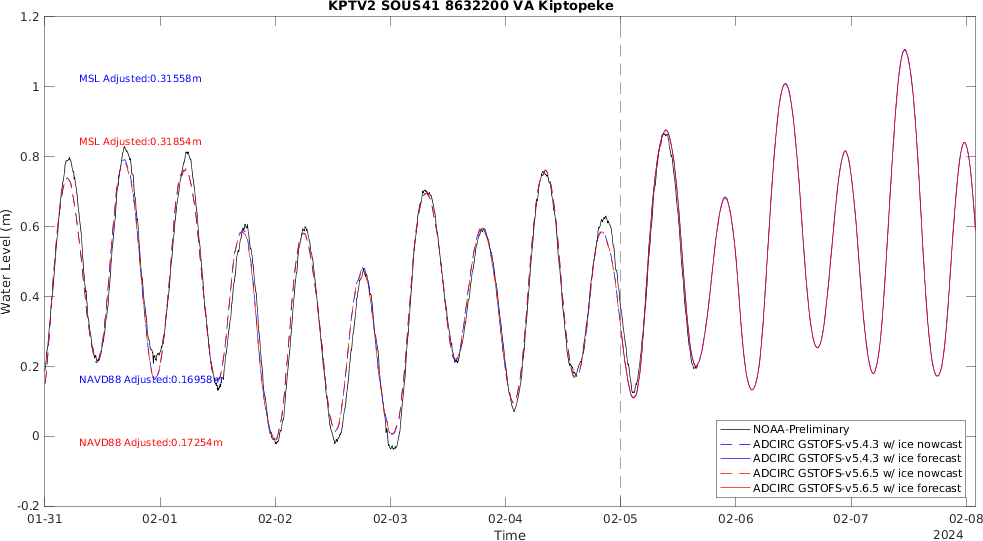 KPTV2 SOUS41 8632200 VA Kiptopeke
1.2
1
0.8
0.6
0.4
0.2
0
-0.2
Water Level (m)
MSL Adjusted:0.31558m
MSL Adjusted:0.31854m
NAVD88 Adjusted:0.16958m
NAVD88 Adjusted:0.17254m
NOAA-Preliminary
ADCIRC GSTOFS-v5.4.3 w/ ice nowcast
ADCIRC GSTOFS-v5.4.3 w/ ice forecast
ADCIRC GSTOFS-v5.6.5 w/ ice nowcast
ADCIRC GSTOFS-v5.6.5 w/ ice forecast
01-31 02-01 02-02 02-03 02-04 02-05 02-06 02-07 02-08
Time
2024